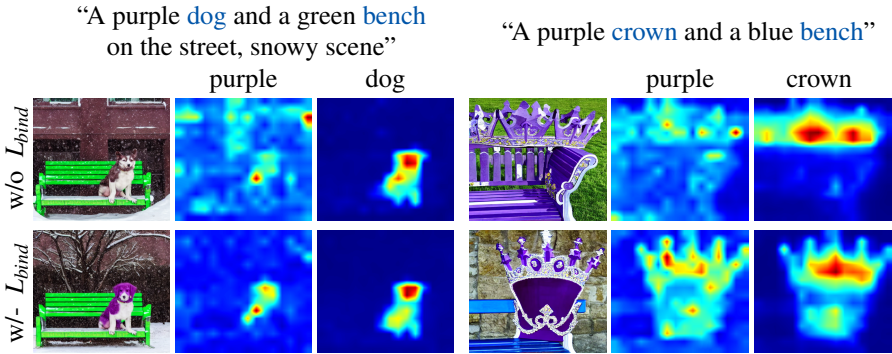 “A purple dog and a green bench
on the street, snowy scene”
“A purple crown and a blue bench”
purple dog purple crown
w/o L_bind
w/- L_bind